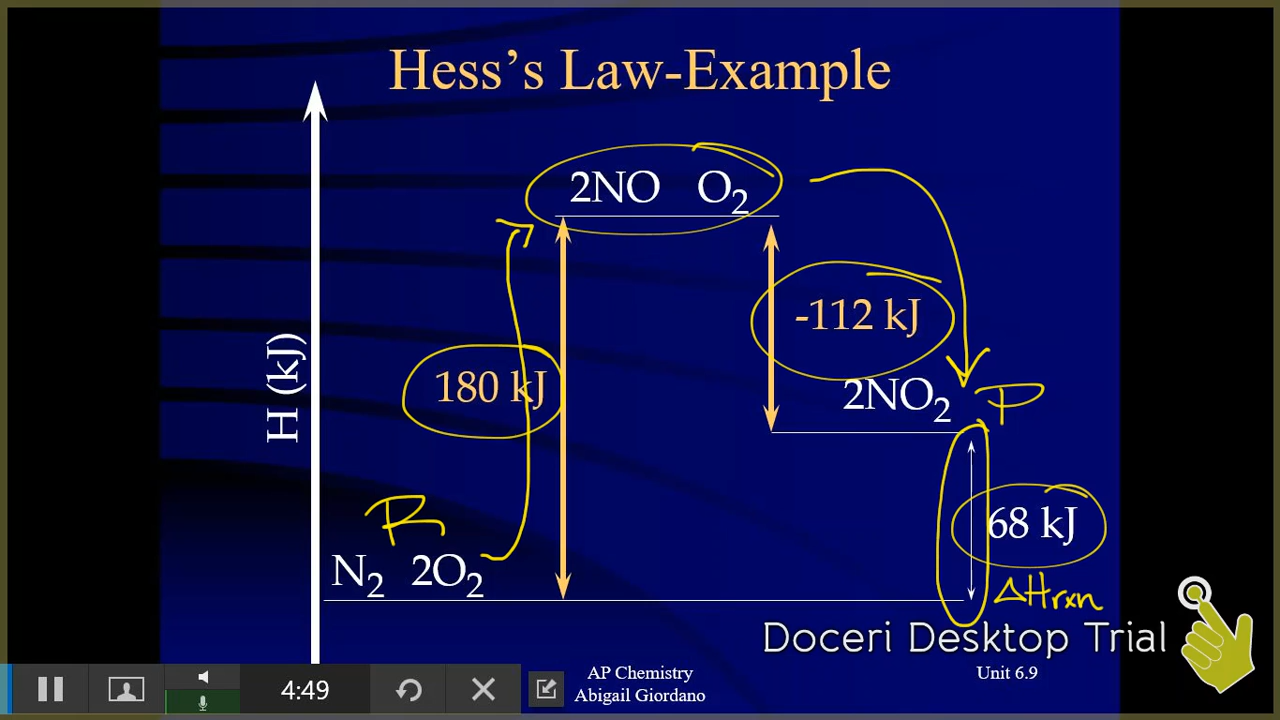 Hess's Law-Example
2NO O₂
-112 kJ
H (kJ)
180 kJ
2NO₂ P
R
68 kJ
N₂ 2O₂
ΔHrxn
Doceri Desktop Trial
4:49
AP Chemistry
Abigail Giordano
Unit 6.9